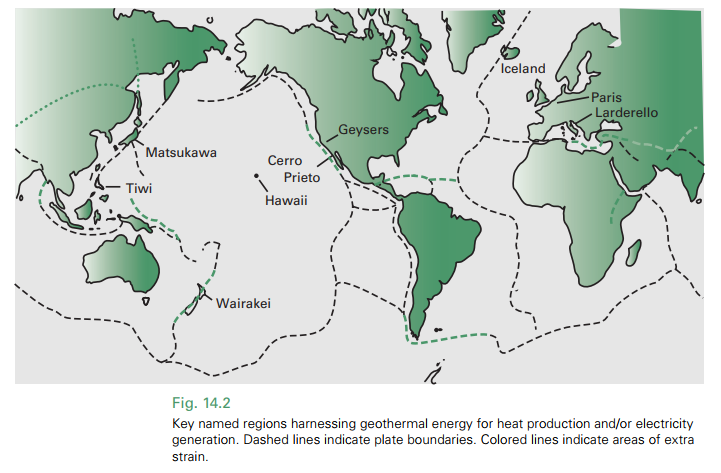 Iceland
Paris
Larderello
Geysers
Matsukawa
Cerro
Prieto
Tiwi
Hawaii
Wairakei
Fig. 14.2
Key named regions harnessing geothermal energy for heat production and/or electricity
generation. Dashed lines indicate plate boundaries. Colored lines indicate areas of extra
strain.